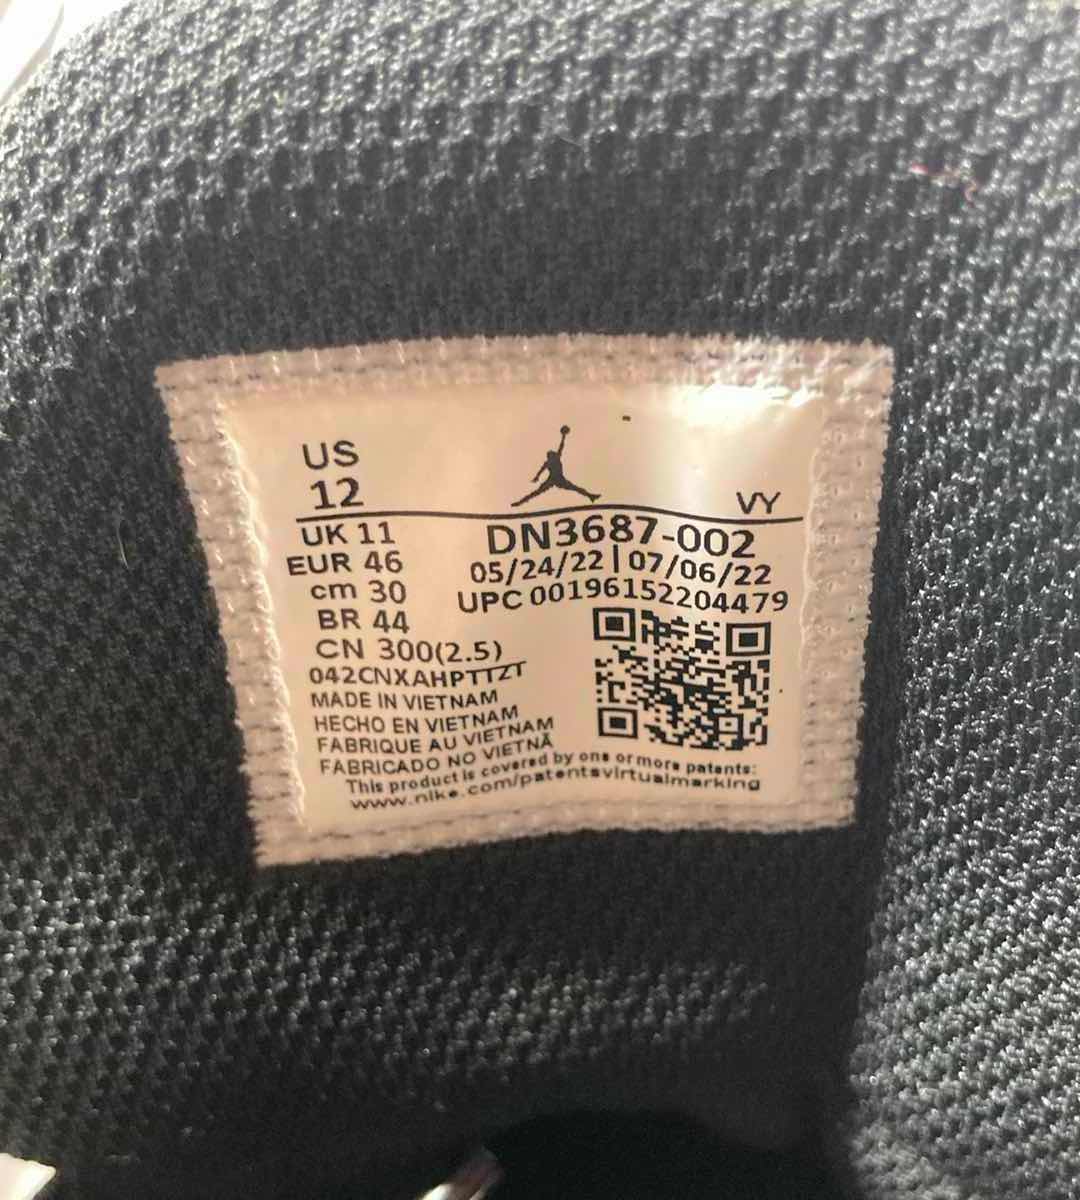 US
12
VY
UK 11
EUR 46
cm 30
BR 44
CN 300(2.5)
DN3687-002
05/24/22 | 07/06/22
UPC 00196152204479
042CNXAHPTTZT
MADE IN VIETNAM
HECHO EN VIETNAM
FABRIQUE AU VIETNAM
FABRICADO NO VIETNÃ
This product is covered by one or more patents:
www.nike.com/patentsvirtualmarking